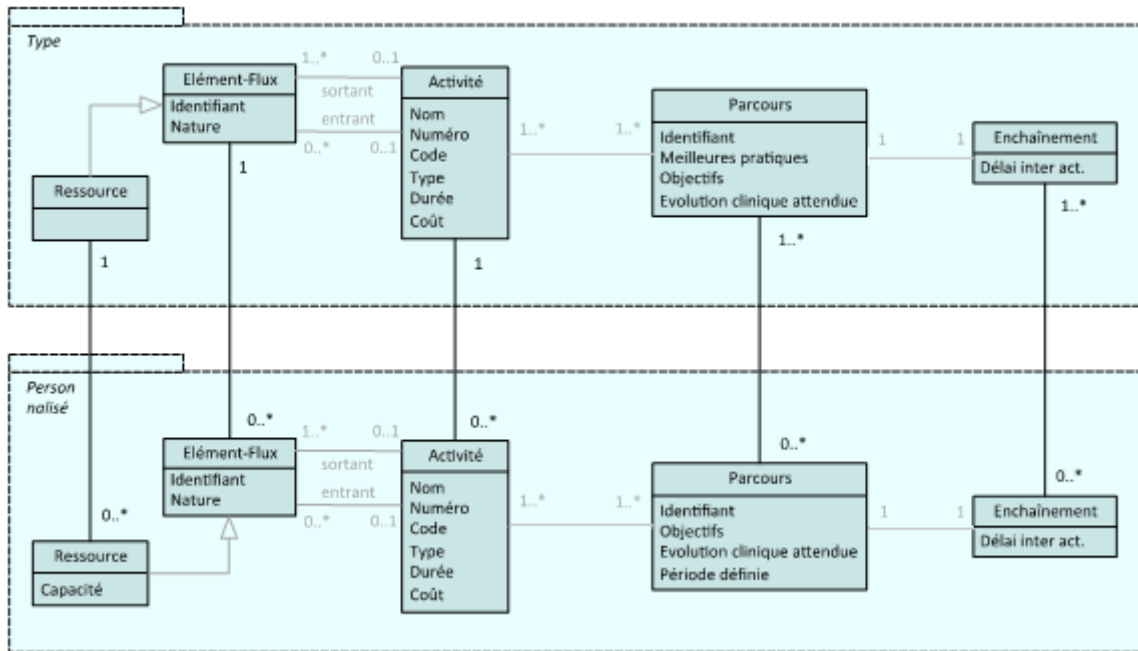 Type
Elément-Flux
Identifiant
Nature
1..*
0..1
sortant
entrant
0..*
0..1
Activité
Nom
Numéro
Code
Type
Durée
Coût
1..*
1..*
Parcours
Identifiant
Meilleures pratiques
Objectifs
Evolution clinique attendue
1
1
Enchaînement
Délai inter act.
Ressource
1
1
1
1..*
1..*
Person
nalisé
0..*
0..*
0..*
0..*
0..*
Elément-Flux
Identifiant
Nature
1..*
0..1
sortant
entrant
0..*
0..1
Activité
Nom
Numéro
Code
Type
Durée
Coût
1..*
1..*
Parcours
Identifiant
Objectifs
Evolution clinique attendue
Période définie
1
1
Enchaînement
Délai inter act.
Ressource
Capacité